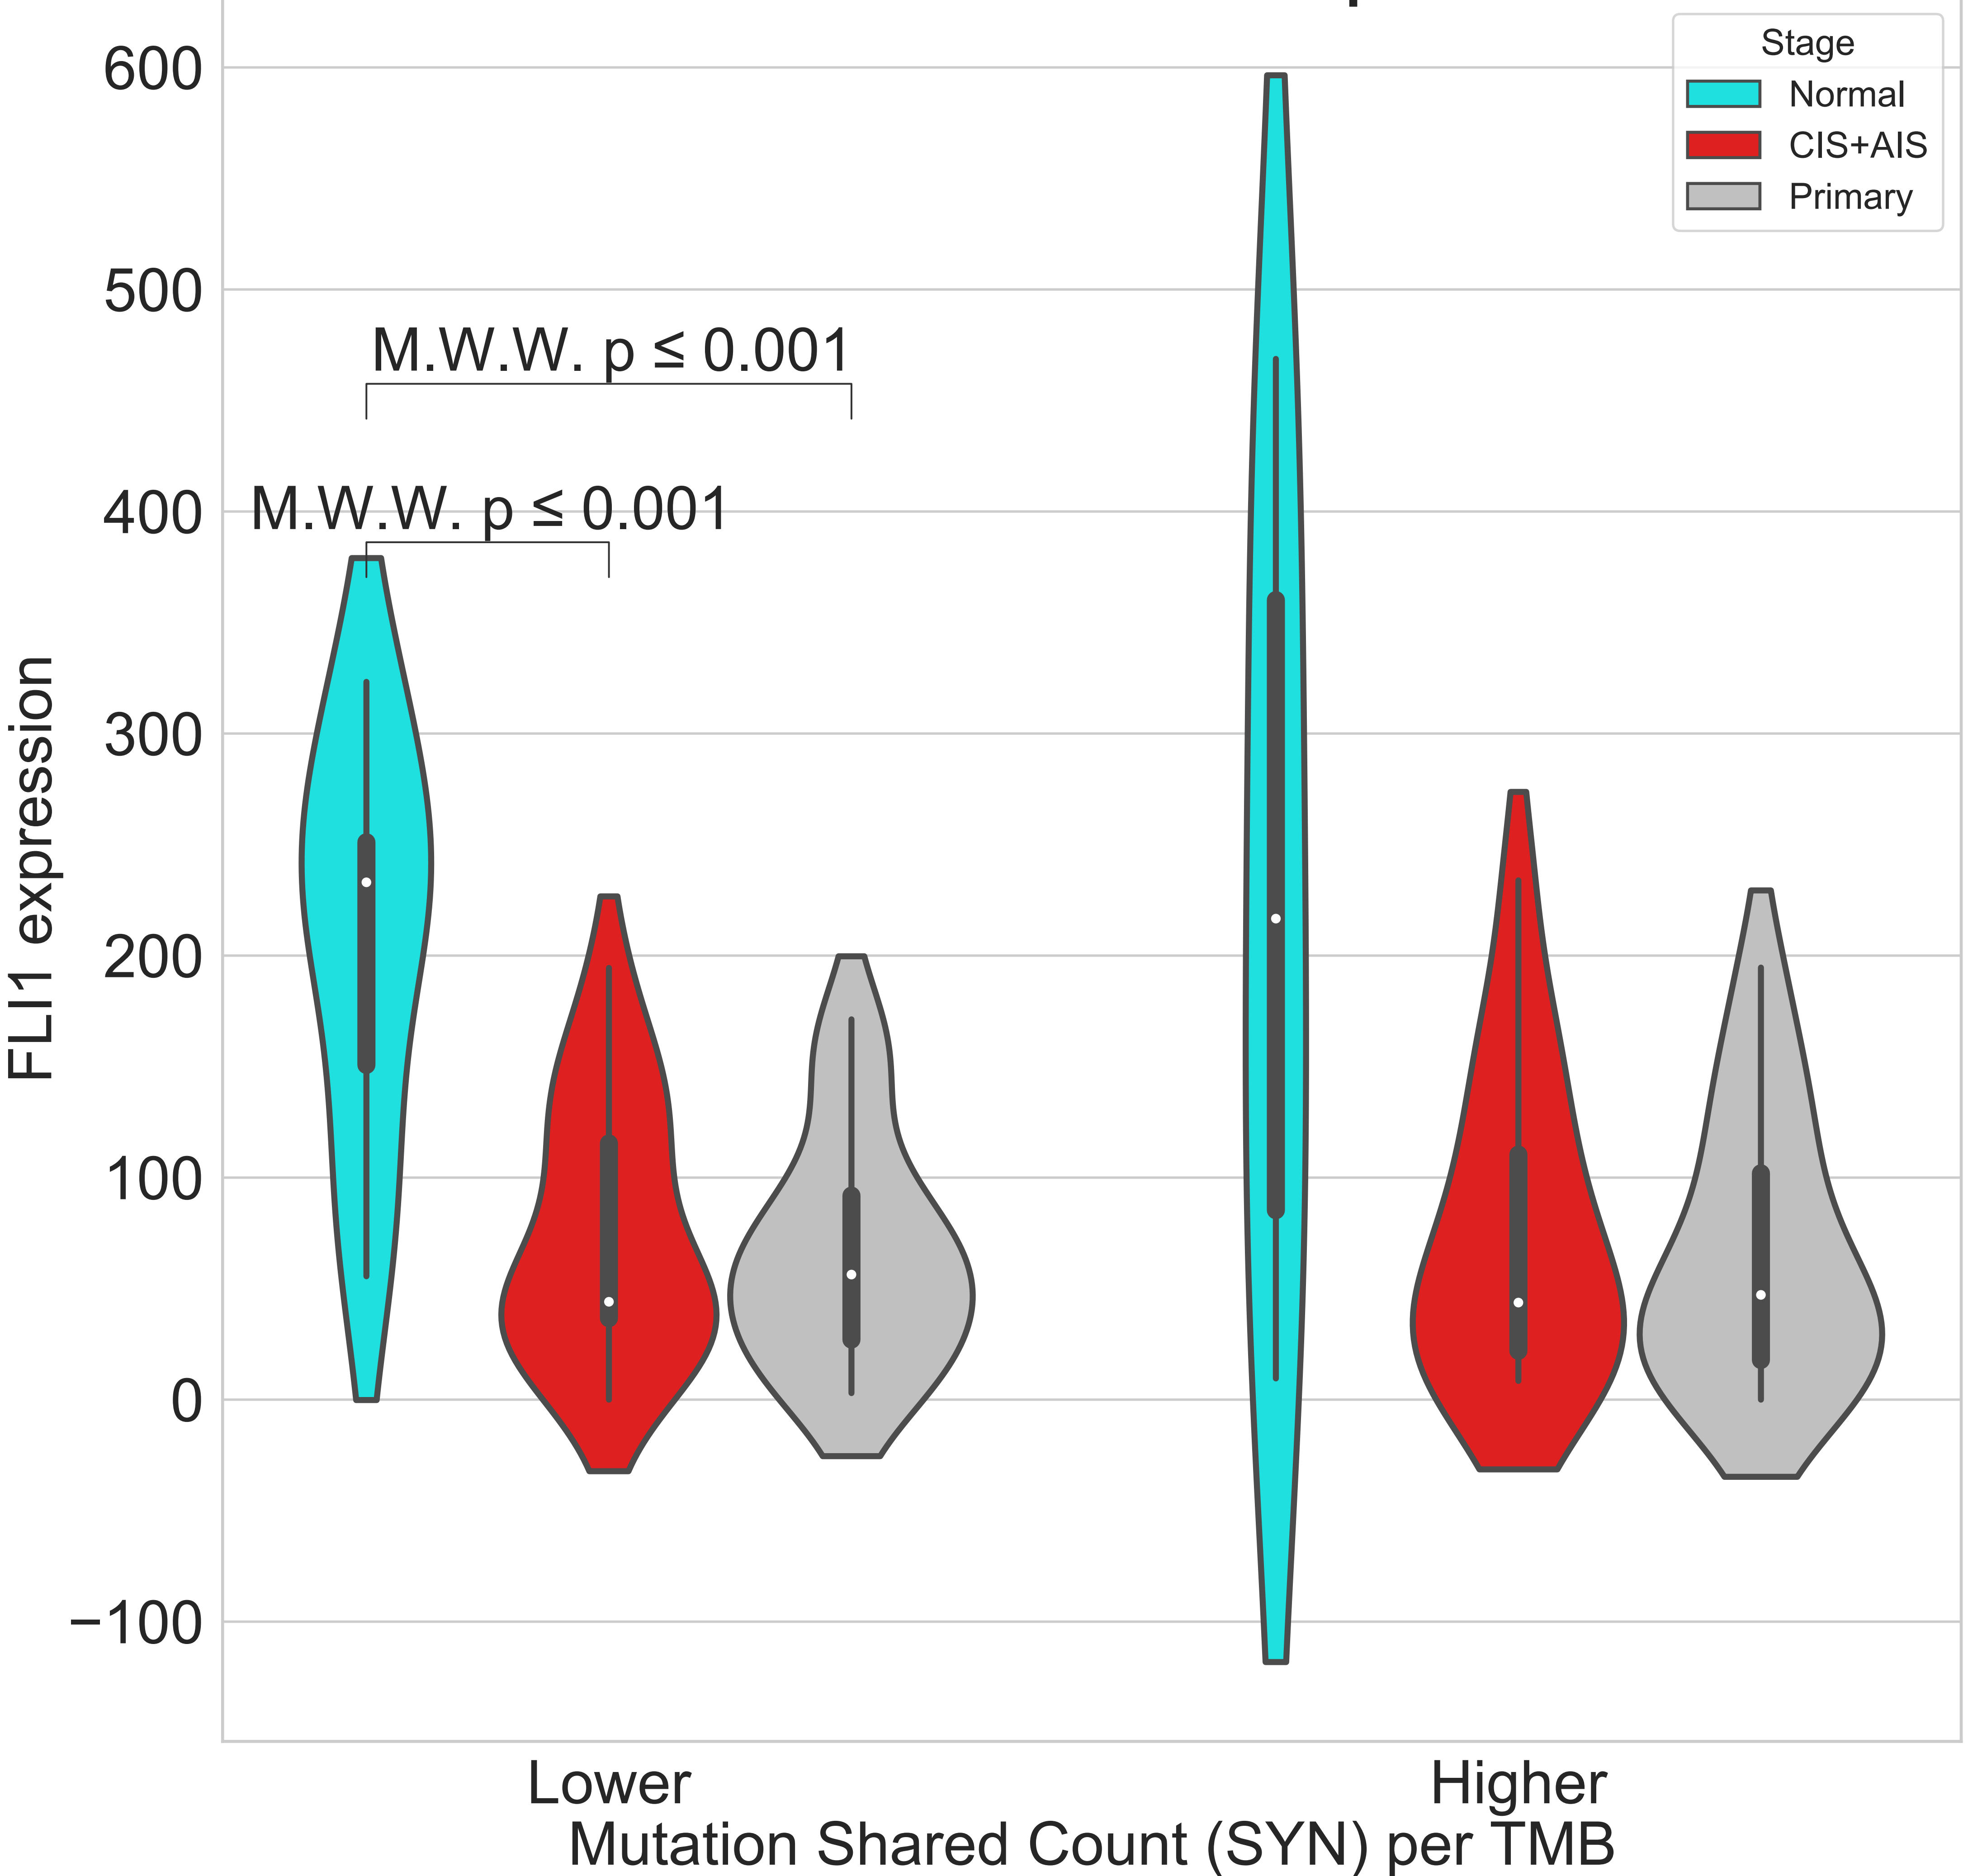 Stage
Normal
CIS+AIS
Primary
600
500
400
300
200
100
0
−100
FLI1 expression
M.W.W. p ≤ 0.001
M.W.W. p ≤ 0.001
Lower
Higher
Mutation Shared Count (SYN) per TMB